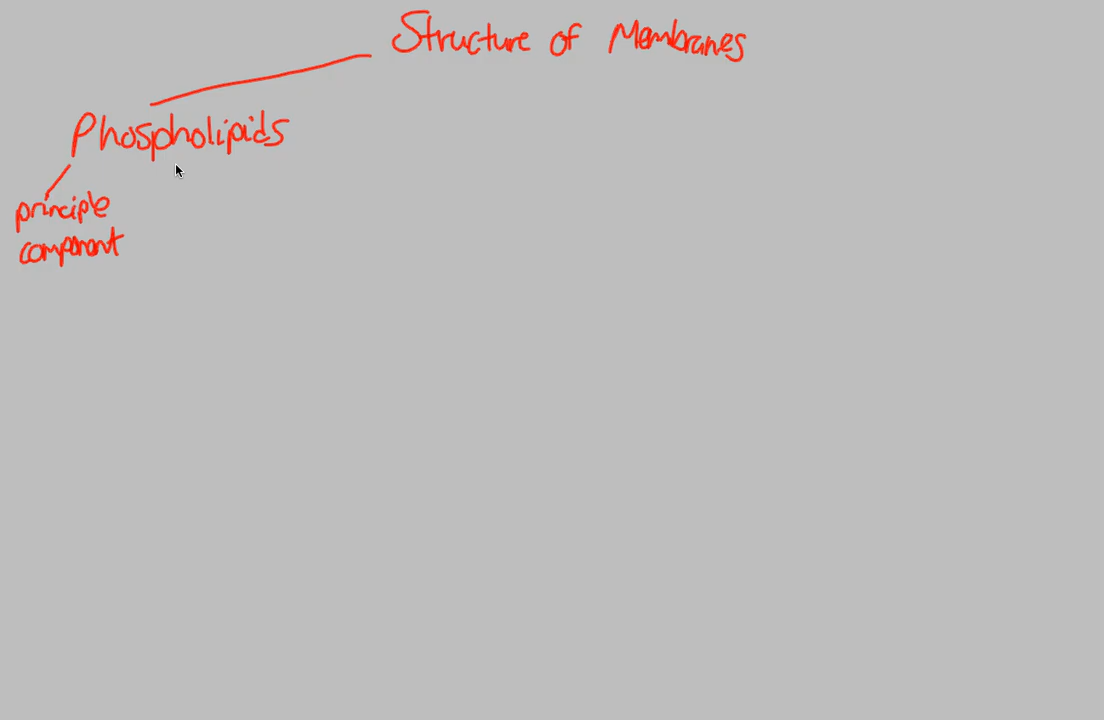 Structure of Membranes
Phospholipids
principle
component